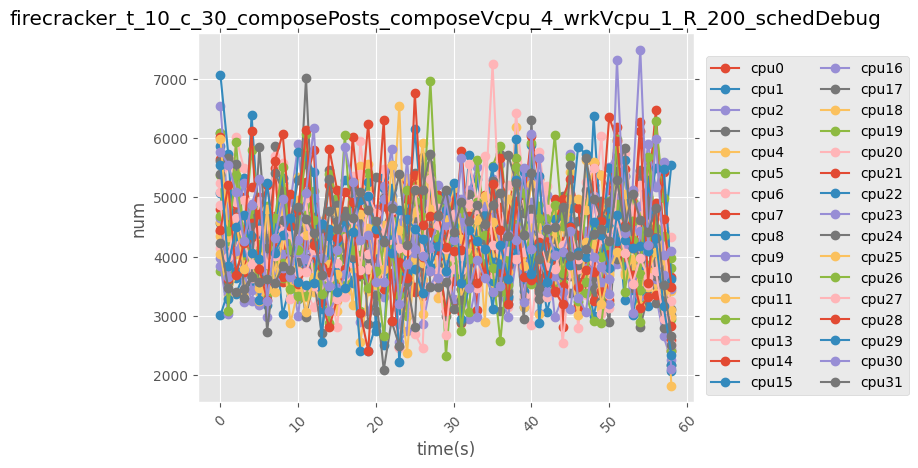 firecracker_t_10_c_30_composePosts_composeVcpu_4_wrkVcpu_1_R_200_schedDebug
num
7000
6000
5000
4000
3000
2000
0
10
20
30
40
50
60
time(s)
cpu0
cpu1
cpu2
cpu3
cpu4
cpu5
cpu6
cpu7
cpu8
cpu9
cpu10
cpu11
cpu12
cpu13
cpu14
cpu15
cpu16
cpu17
cpu18
cpu19
cpu20
cpu21
cpu22
cpu23
cpu24
cpu25
cpu26
cpu27
cpu28
cpu29
cpu30
cpu31